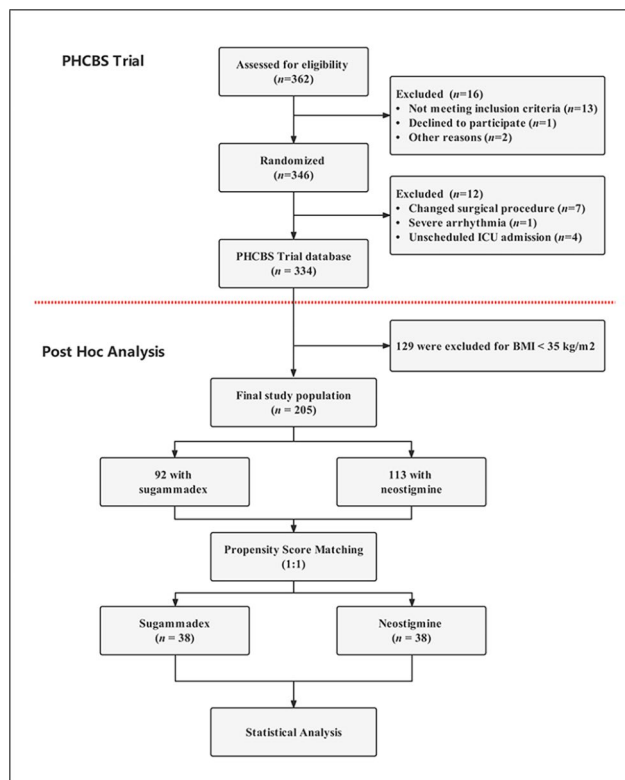 PHCBS Trial
Assessed for eligibility
(n=362)
Excluded (n=16)
• Not meeting inclusion criteria (n=13)
• Declined to participate (n=1)
• Other reasons (n=2)
Randomized
(n=346)
Excluded (n=12)
• Changed surgical procedure (n=7)
• Severe arrhythmia (n=1)
• Unscheduled ICU admission (n=4)
PHCBS Trial database
(n = 334)
Post Hoc Analysis
129 were excluded for BMI < 35 kg/m2
Final study population
(n = 205)
92 with
sugammadex
113 with
neostigmine
Propensity Score Matching
(1:1)
Sugammadex
(n = 38)
Neostigmine
(n = 38)
Statistical Analysis